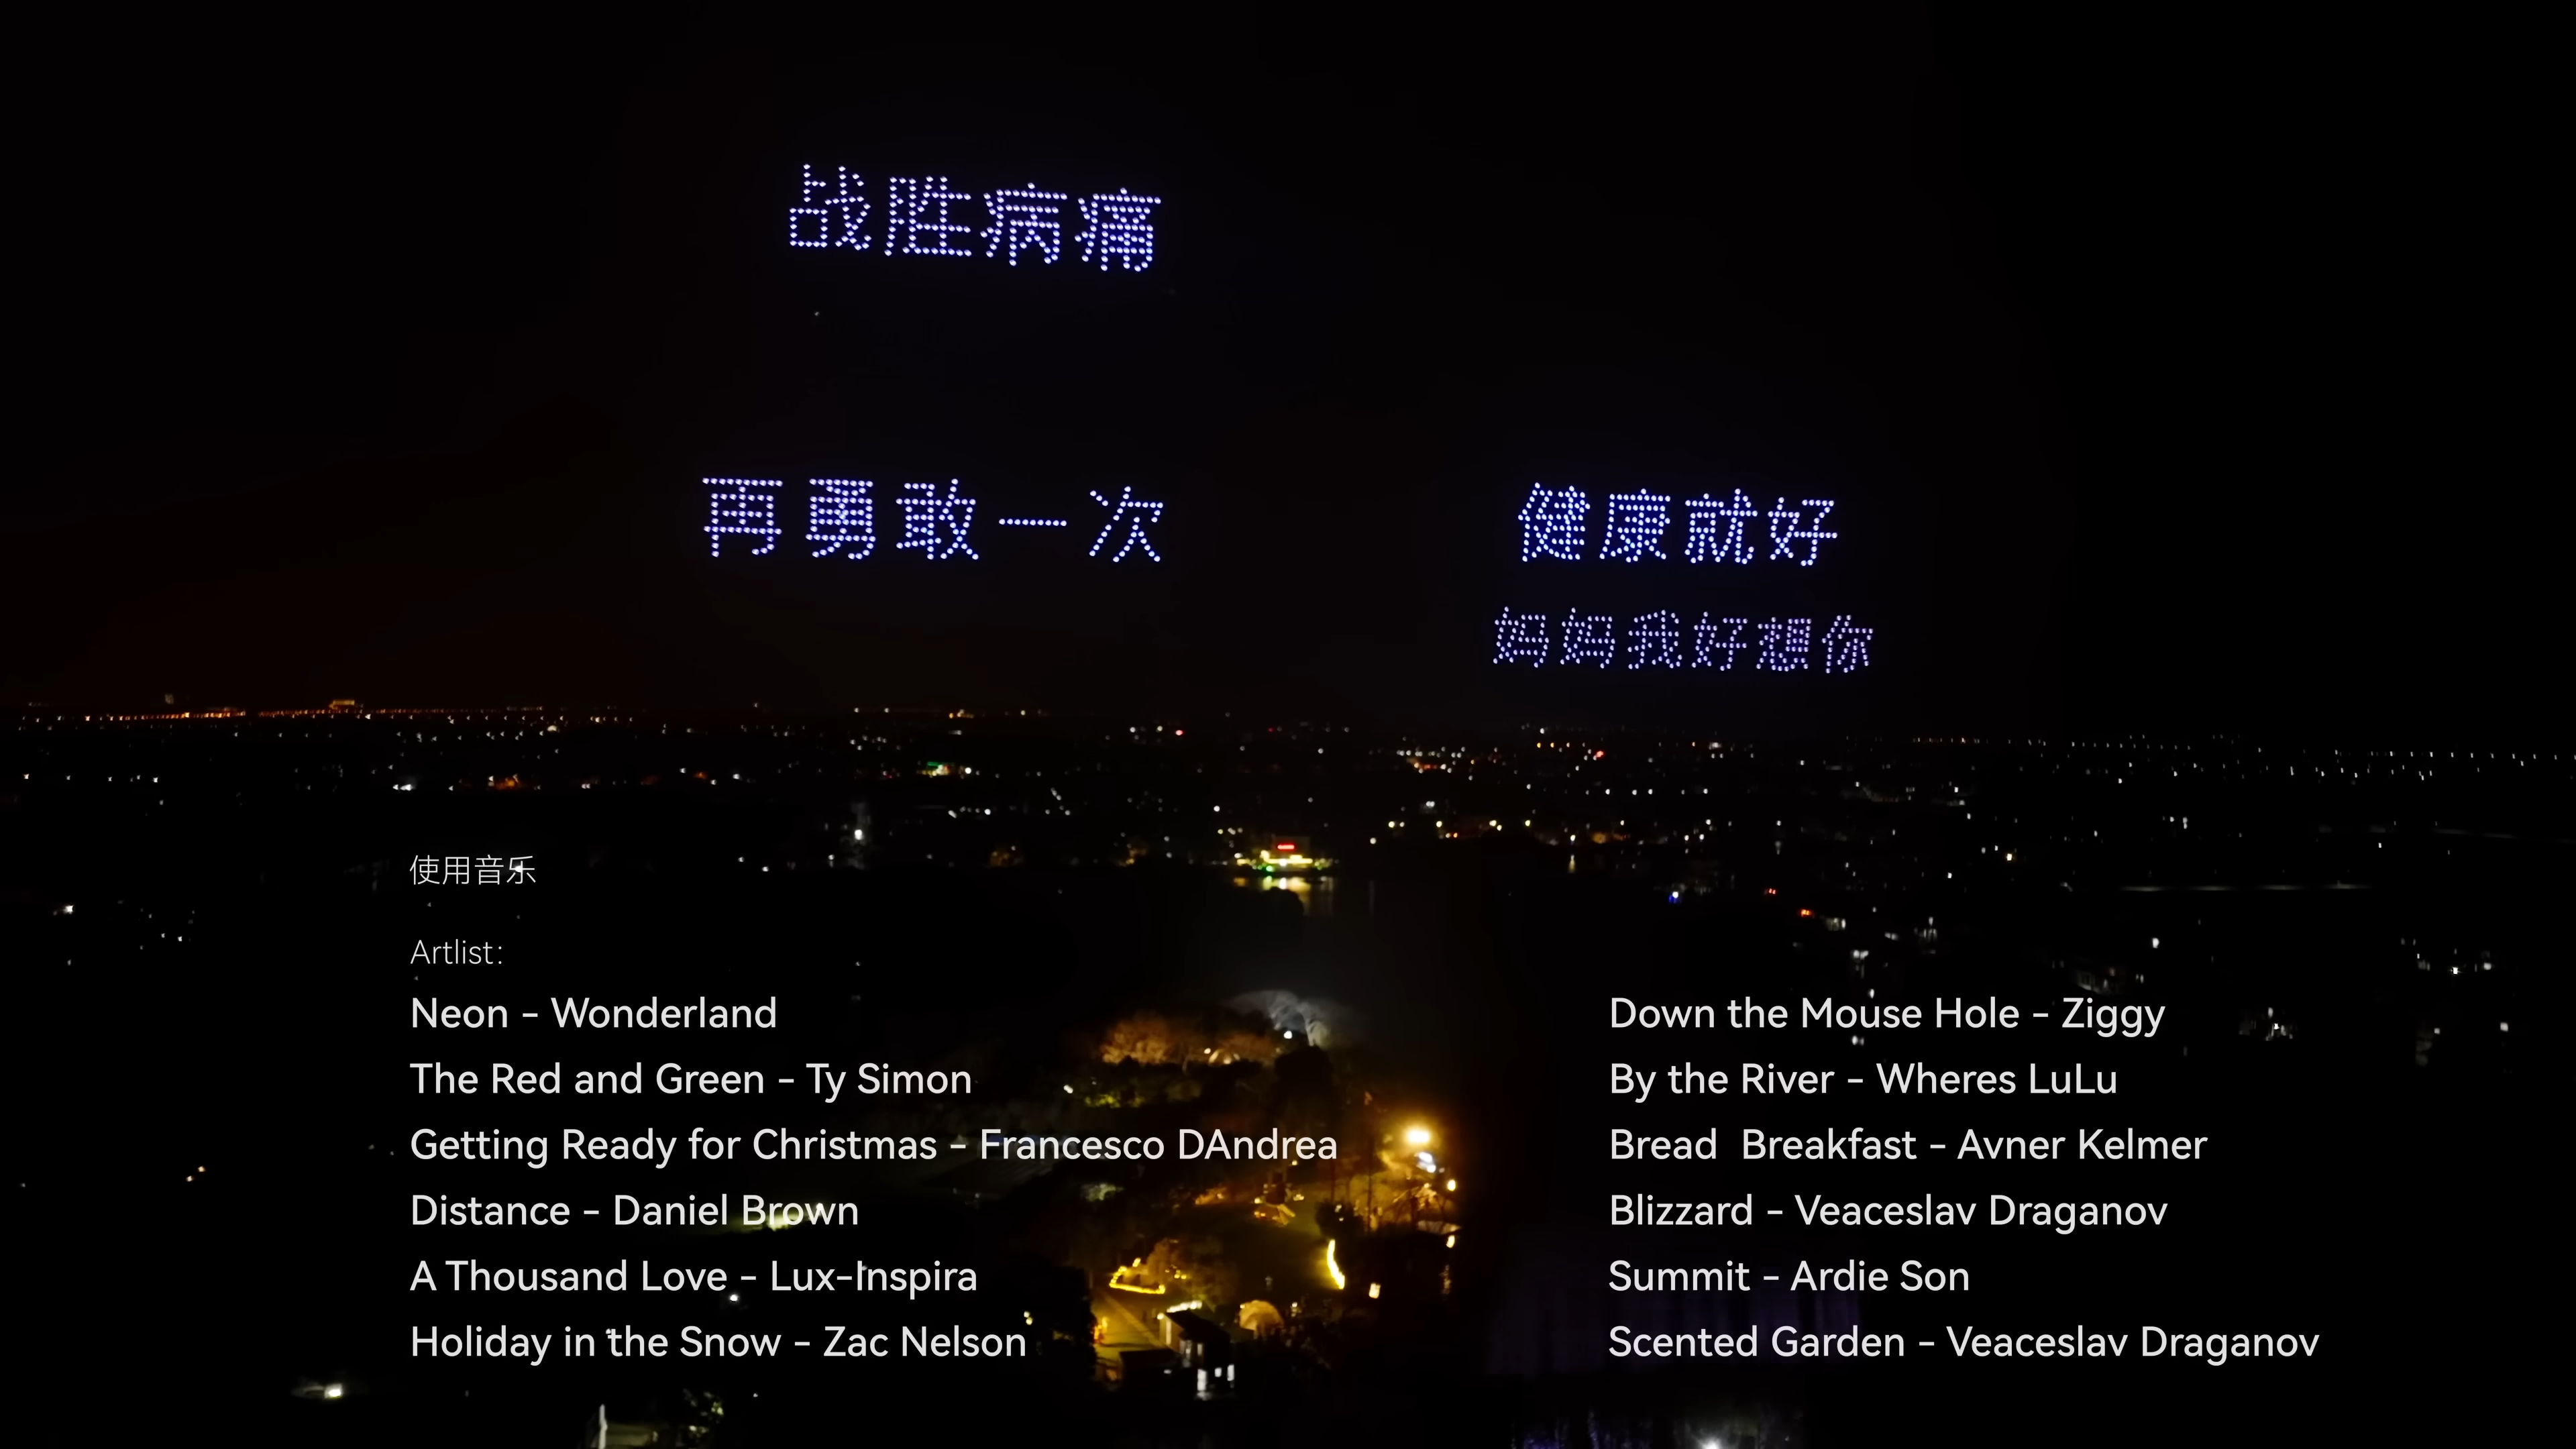 战胜病痛
再勇敢一次
健康就好
妈妈我好想你
使用音乐
Artlist:
Neon - Wonderland
The Red and Green - Ty Simon
Getting Ready for Christmas - Francesco DAndrea
Distance - Daniel Brown
A Thousand Love - Lux-Inspira
Holiday in the Snow - Zac Nelson
Down the Mouse Hole - Ziggy
By the River - Wheres LuLu
Bread  Breakfast - Avner Kelmer
Blizzard - Veaceslav Draganov
Summit - Ardie Son
Scented Garden - Veaceslav Draganov